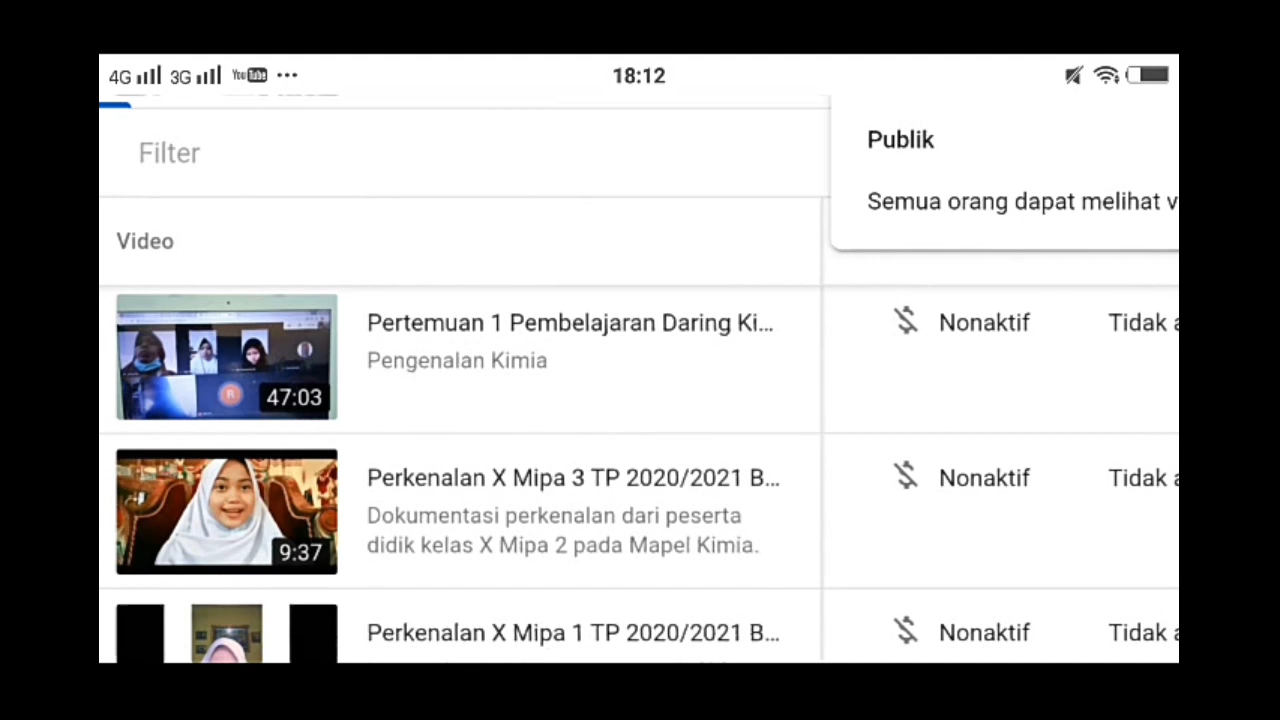 4G 3G YouTube ... 18:12
Publik
Filter
Semua orang dapat melihat v
Video
Pertemuan 1 Pembelajaran Daring Ki...
Nonaktif
Tidak
Pengenalan Kimia
R
47:03
Perkenalan X Mipa 3 TP 2020/2021 B...
Nonaktif
Tidak
Dokumentasi perkenalan dari peserta
didik kelas X Mipa 2 pada Mapel Kimia.
9:37
Perkenalan X Mipa 1 TP 2020/2021 B...
Nonaktif
Tidak